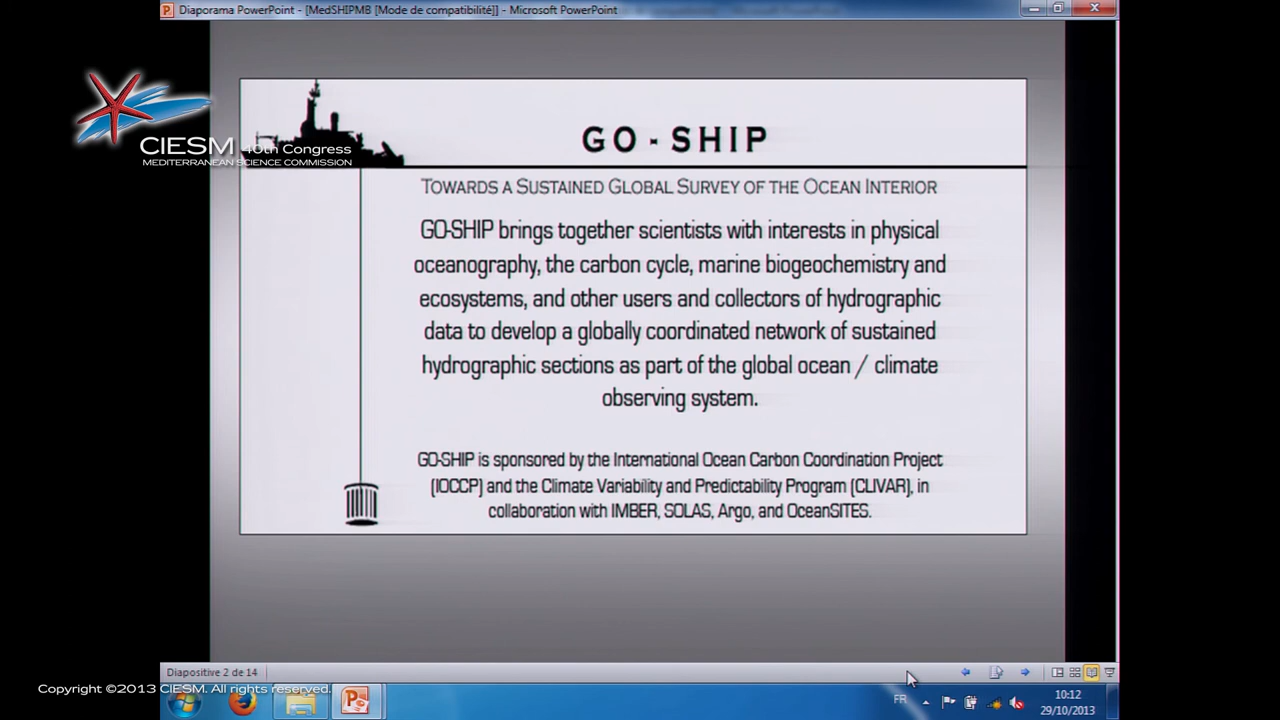 Diaporama PowerPoint - [MedSHIPMB [Mode de compatibilité]] - Microsoft PowerPoint
CIESM 40th Congress
MEDITERRANEAN SCIENCE COMMISSION
GO-SHIP
TOWARDS A SUSTAINED GLOBAL SURVEY OF THE OCEAN INTERIOR
GO-SHIP brings together scientists with interests in physical
oceanography, the carbon cycle, marine biogeochemistry and
ecosystems, and other users and collectors of hydrographic
data to develop a globally coordinated network of sustained
hydrographic sections as part of the global ocean / climate
observing system.
GO-SHIP is sponsored by the International Ocean Carbon Coordination Project
(IOCCP) and the Climate Variability and Predictability Program (CLIVAR), in
collaboration with IMBER, SOLAS, Argo, and OceanSITES.
Diapositive 2 de 14
Copyright ©2013 CIESM. All rights reserved.
FR
10:12
29/10/2013